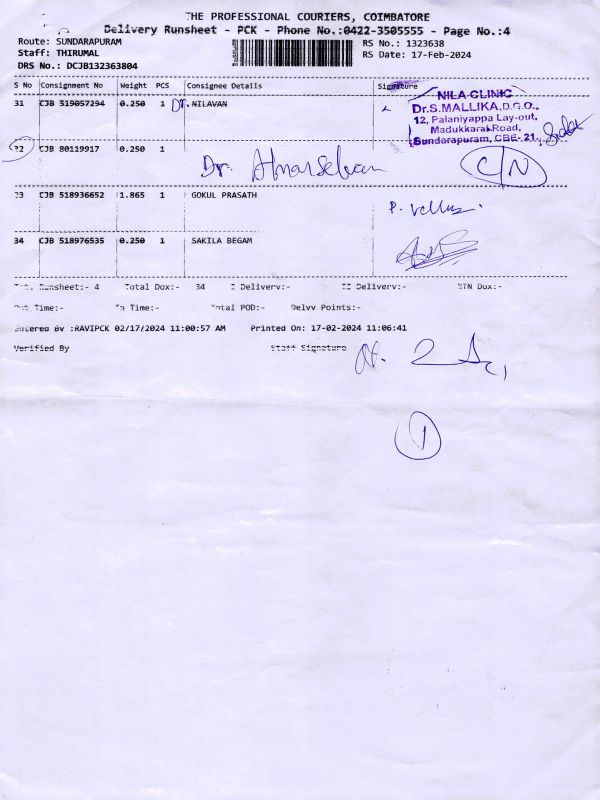 THE PROFESSIONAL COURIERS, COIMBATORE
Delivery Runsheet - PCK - Phone No.:0422-3505555 - Page No.:4
Route: SUNDARAPURAM RS No.: 1323638
Staff: THIRUMAL RS Date: 17-Feb-2024
DRS No.: DCJB132363804
S No Consignment No Weight PCS Consignee Details Signature
31 CJB 519057294 0.250 1 Dr. NILAVAN
NILA CLINIC
Dr.S.MALLIKA,D.G.O.,
12, Palaniyappa Lay-out,
Madukkarai Road,
Sundarapuram, CBE-21.
32 CJB 80119917 0.250 1 C/N
Dr.
33 CJB 518936652 1.865 1 GOKUL PRASATH
P.
34 CJB 518976535 0.250 1 SAKILA BEGAM
Runsheet:- 4 Total Dox:- 34 Delivery:- Delivery:- RTN Dox:-
Out Time:- In Time:- Total POD:- Delvy Points:-
Entered By :RAVIPCK 02/17/2024 11:00:57 AM Printed On: 17-02-2024 11:06:41
Verified By Staff Signature
1